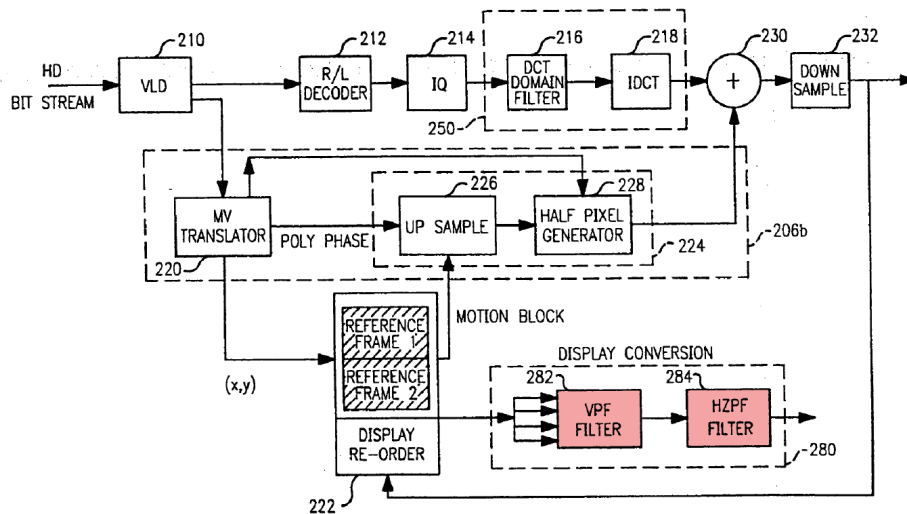 HD
BIT STREAM
210
VLD
212
R/L
DECODER
214
IQ
216
DCT
DOMAIN
FILTER
218
IDCT
250
230
+
232
DOWN
SAMPLE
MV
TRANSLATOR
220
POLY PHASE
226
UP SAMPLE
228
HALF PIXEL
GENERATOR
224
206b
(x,y)
REFERENCE
FRAME 1
REFERENCE
FRAME 2
DISPLAY
RE-ORDER
222
MOTION BLOCK
DISPLAY CONVERSION
282
VPF
FILTER
284
HZPF
FILTER
280